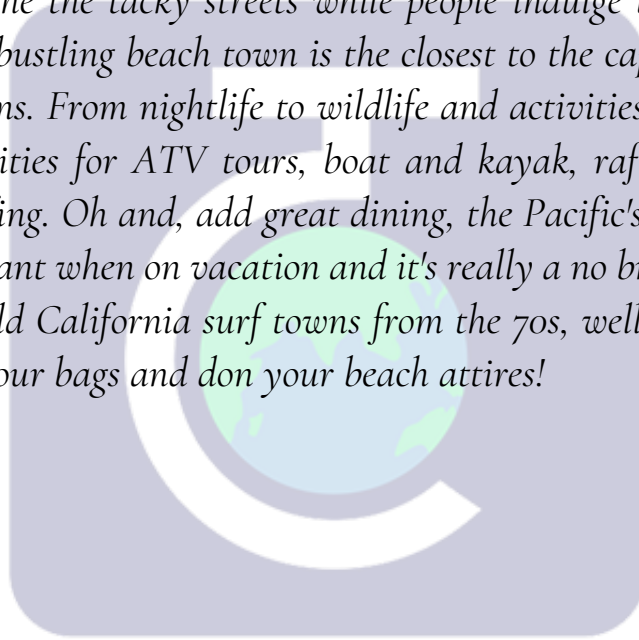 the tacky streets while people indulge
bustling beach town is the closest to the
From nightlife to wildlife and activities
for ATV tours, boat and kayak,
Oh and, add great dining, the Pacific's
when on vacation and it's really a no
California surf towns from the 70s,
bags and don your beach attires!